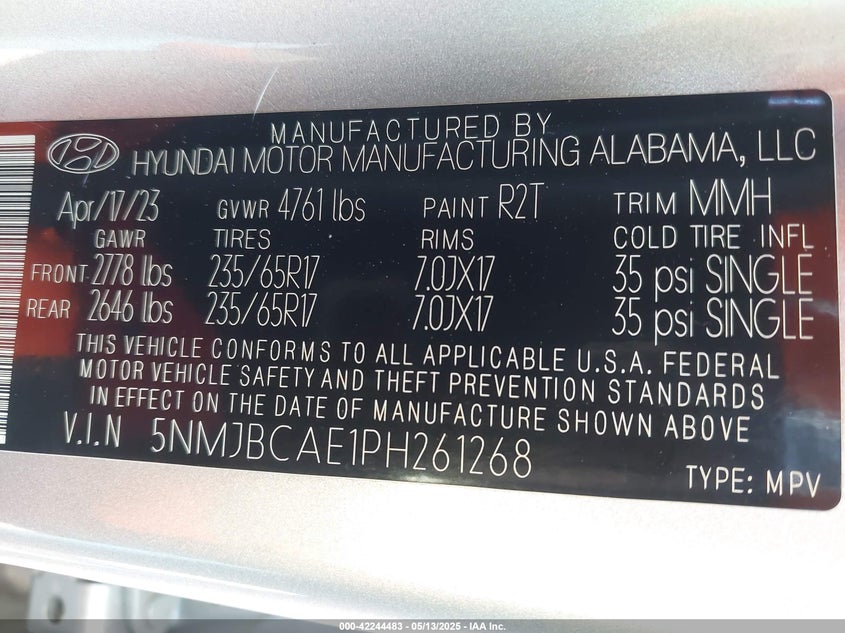 MANUFACTURED BY
HYUNDAI MOTOR MANUFACTURING ALABAMA, LLC
Apr/17/23 GVWR 4761 lbs PAINT R2T TRIM MMH
GAWR TIRES RIMS COLD TIRE INFL
FRONT 2778 lbs 235/65R17 7.0JX17 35 psi SINGLE
REAR 2646 lbs 235/65R17 7.0JX17 35 psi SINGLE
THIS VEHICLE CONFORMS TO ALL APPLICABLE U.S.A. FEDERAL
MOTOR VEHICLE SAFETY AND THEFT PREVENTION STANDARDS
IN EFFECT ON THE DATE OF MANUFACTURE SHOWN ABOVE
V.I.N 5NMJBCAE1PH261268
TYPE: MPV
000-42244483 - 05/13/2025 - IAA Inc.